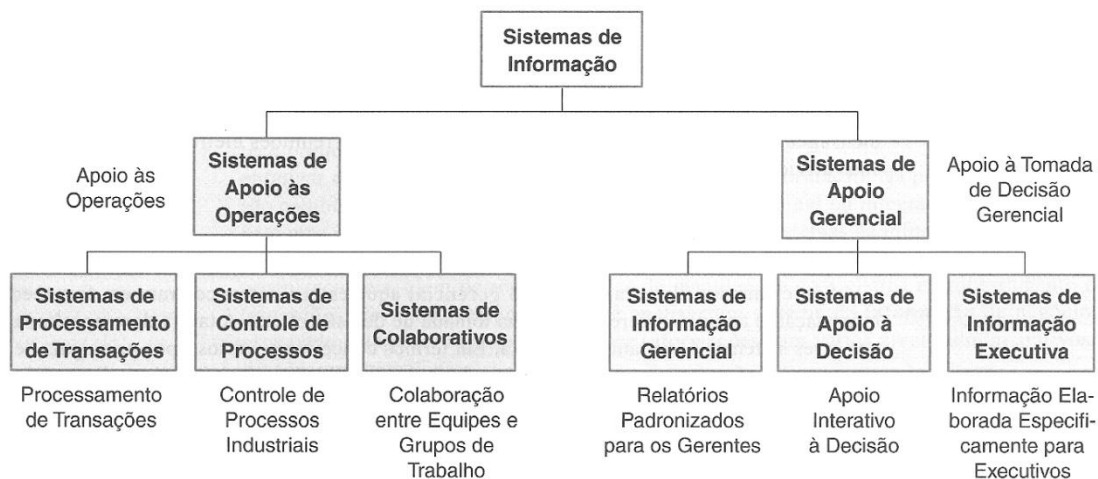 Sistemas de
Informação
Apoio às
Operações
Sistemas de
Apoio às
Operações
Sistemas de
Apoio
Gerencial
Apoio à Tomada
de Decisão
Gerencial
Sistemas de
Processamento
de Transações
Sistemas de
Controle de
Processos
Sistemas
Colaborativos
Sistemas de
Informação
Gerencial
Sistemas de
Apoio à
Decisão
Sistemas de
Informação
Executiva
Processamento
de Transações
Controle de
Processos
Industriais
Colaboração
entre Equipes e
Grupos de
Trabalho
Relatórios
Padronizados
para os Gerentes
Apoio
Interativo
à Decisão
Informação Ela-
borada Especifi-
camente para
Executivos